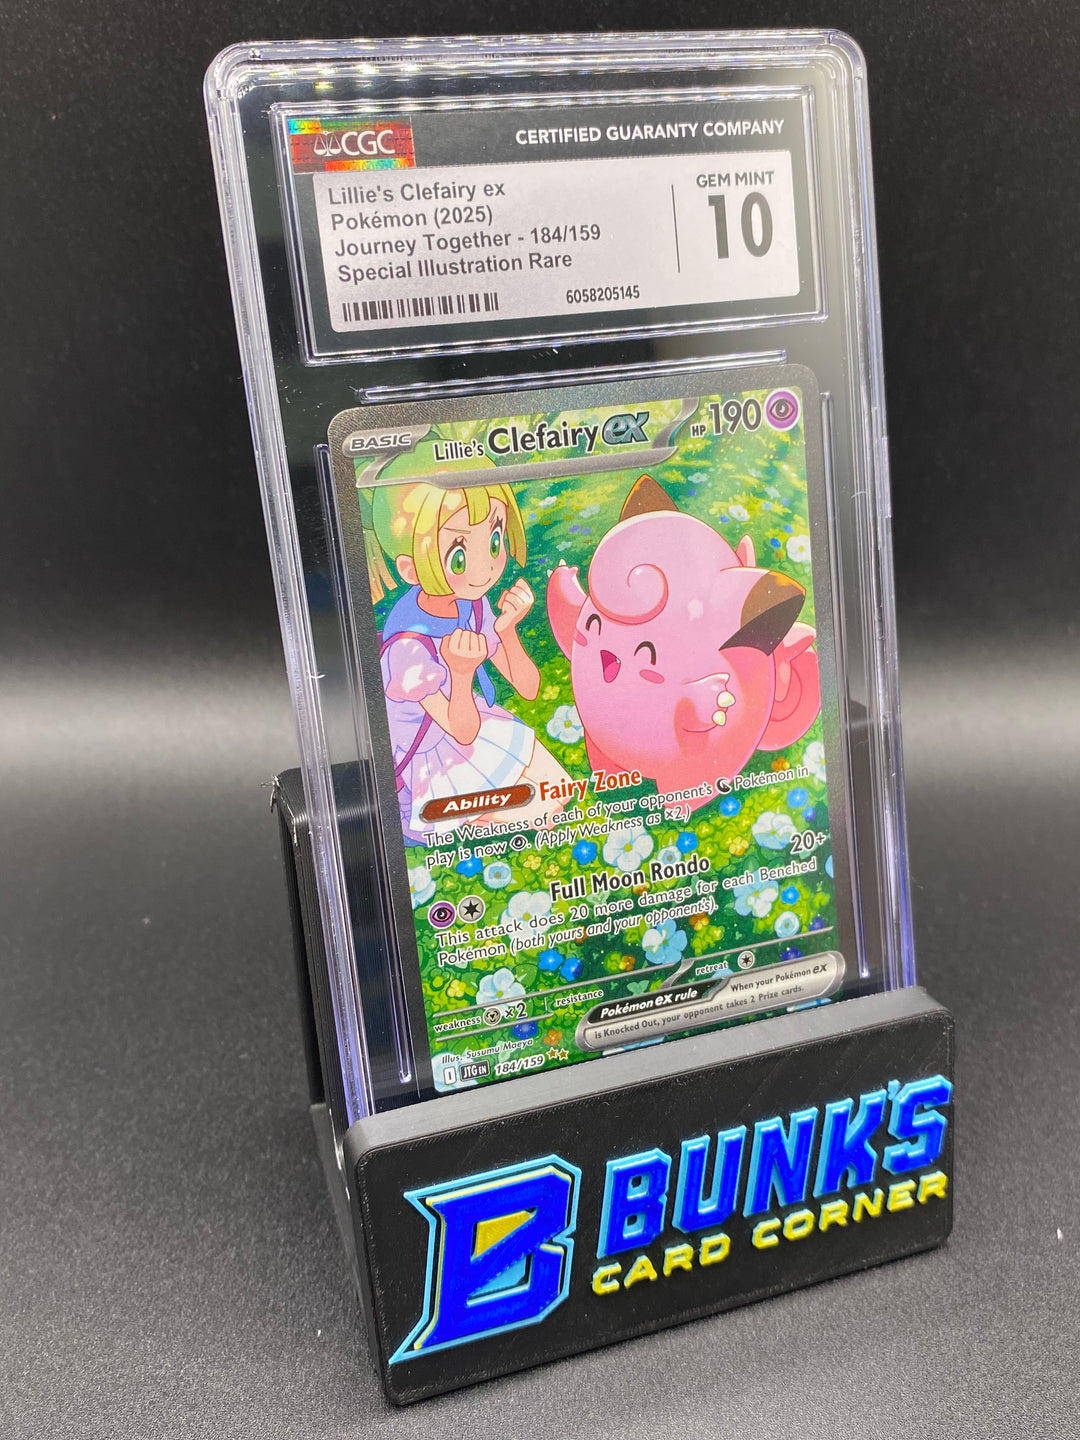 CGC
CERTIFIED GUARANTY COMPANY
Lillie's Clefairy ex
Pokémon (2025)
Journey Together - 184/159
Special Illustration Rare
GEM MINT
10
6058205145
BASIC
Lillie's Clefairy ex
HP 190
Ability Fairy Zone
The Weakness of each of your opponent's Pokémon in
play is now . (Apply Weakness as ×2.)
Full Moon Rondo 20+
This attack does 20 more damage for each Benched
Pokémon (both yours and your opponent's).
weakness ×2 resistance retreat
Pokémon ex rule When your Pokémon ex
is Knocked Out, your opponent takes 2 Prize cards.
Illus. Susumu Maeya
I JTG EN 184/159
B BUNK'S
CARD CORNER